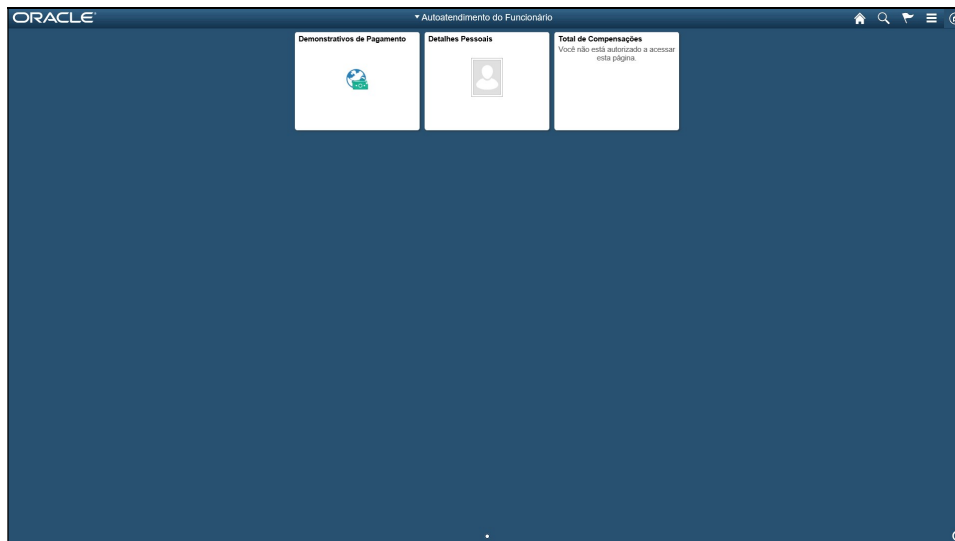 ORACLE
Autoatendimento do Funcionário
Demonstrativos de Pagamento
Detalhes Pessoais
Total de Compensações
Você não está autorizado a acessar
esta página.